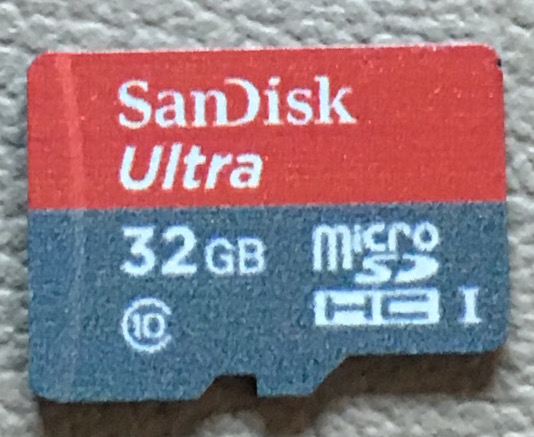 SanDisk
Ultra
32GB
micro
SD
HC I
10